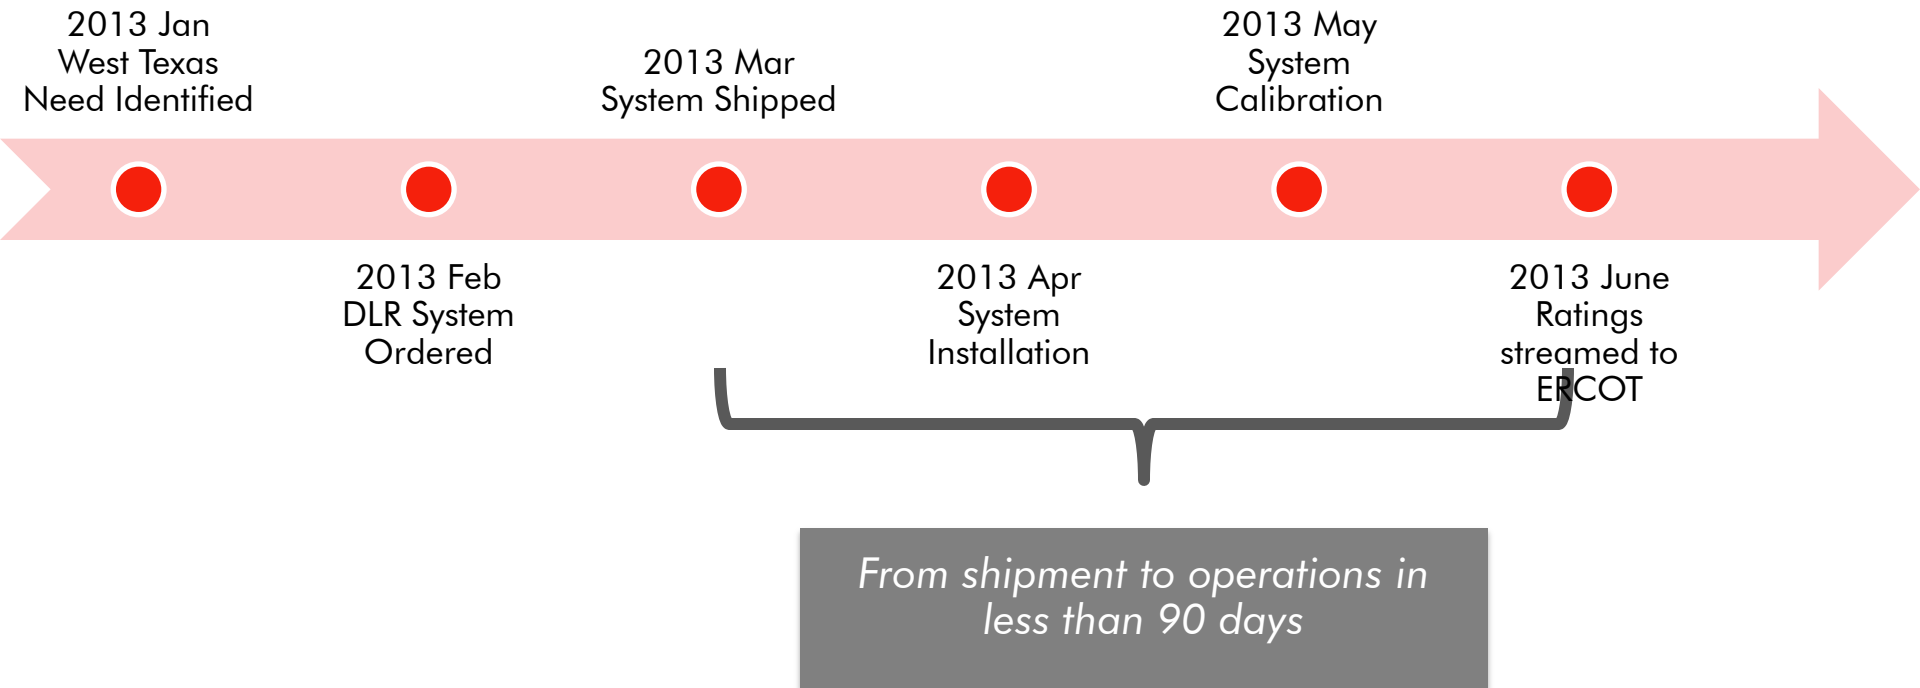 2013 Jan
West Texas
Need Identified
2013 Feb
DLR System
Ordered
2013 Mar
System Shipped
2013 Apr
System
Installation
2013 May
System
Calibration
2013 June
Ratings
streamed to
ERCOT
From shipment to operations in
less than 90 days